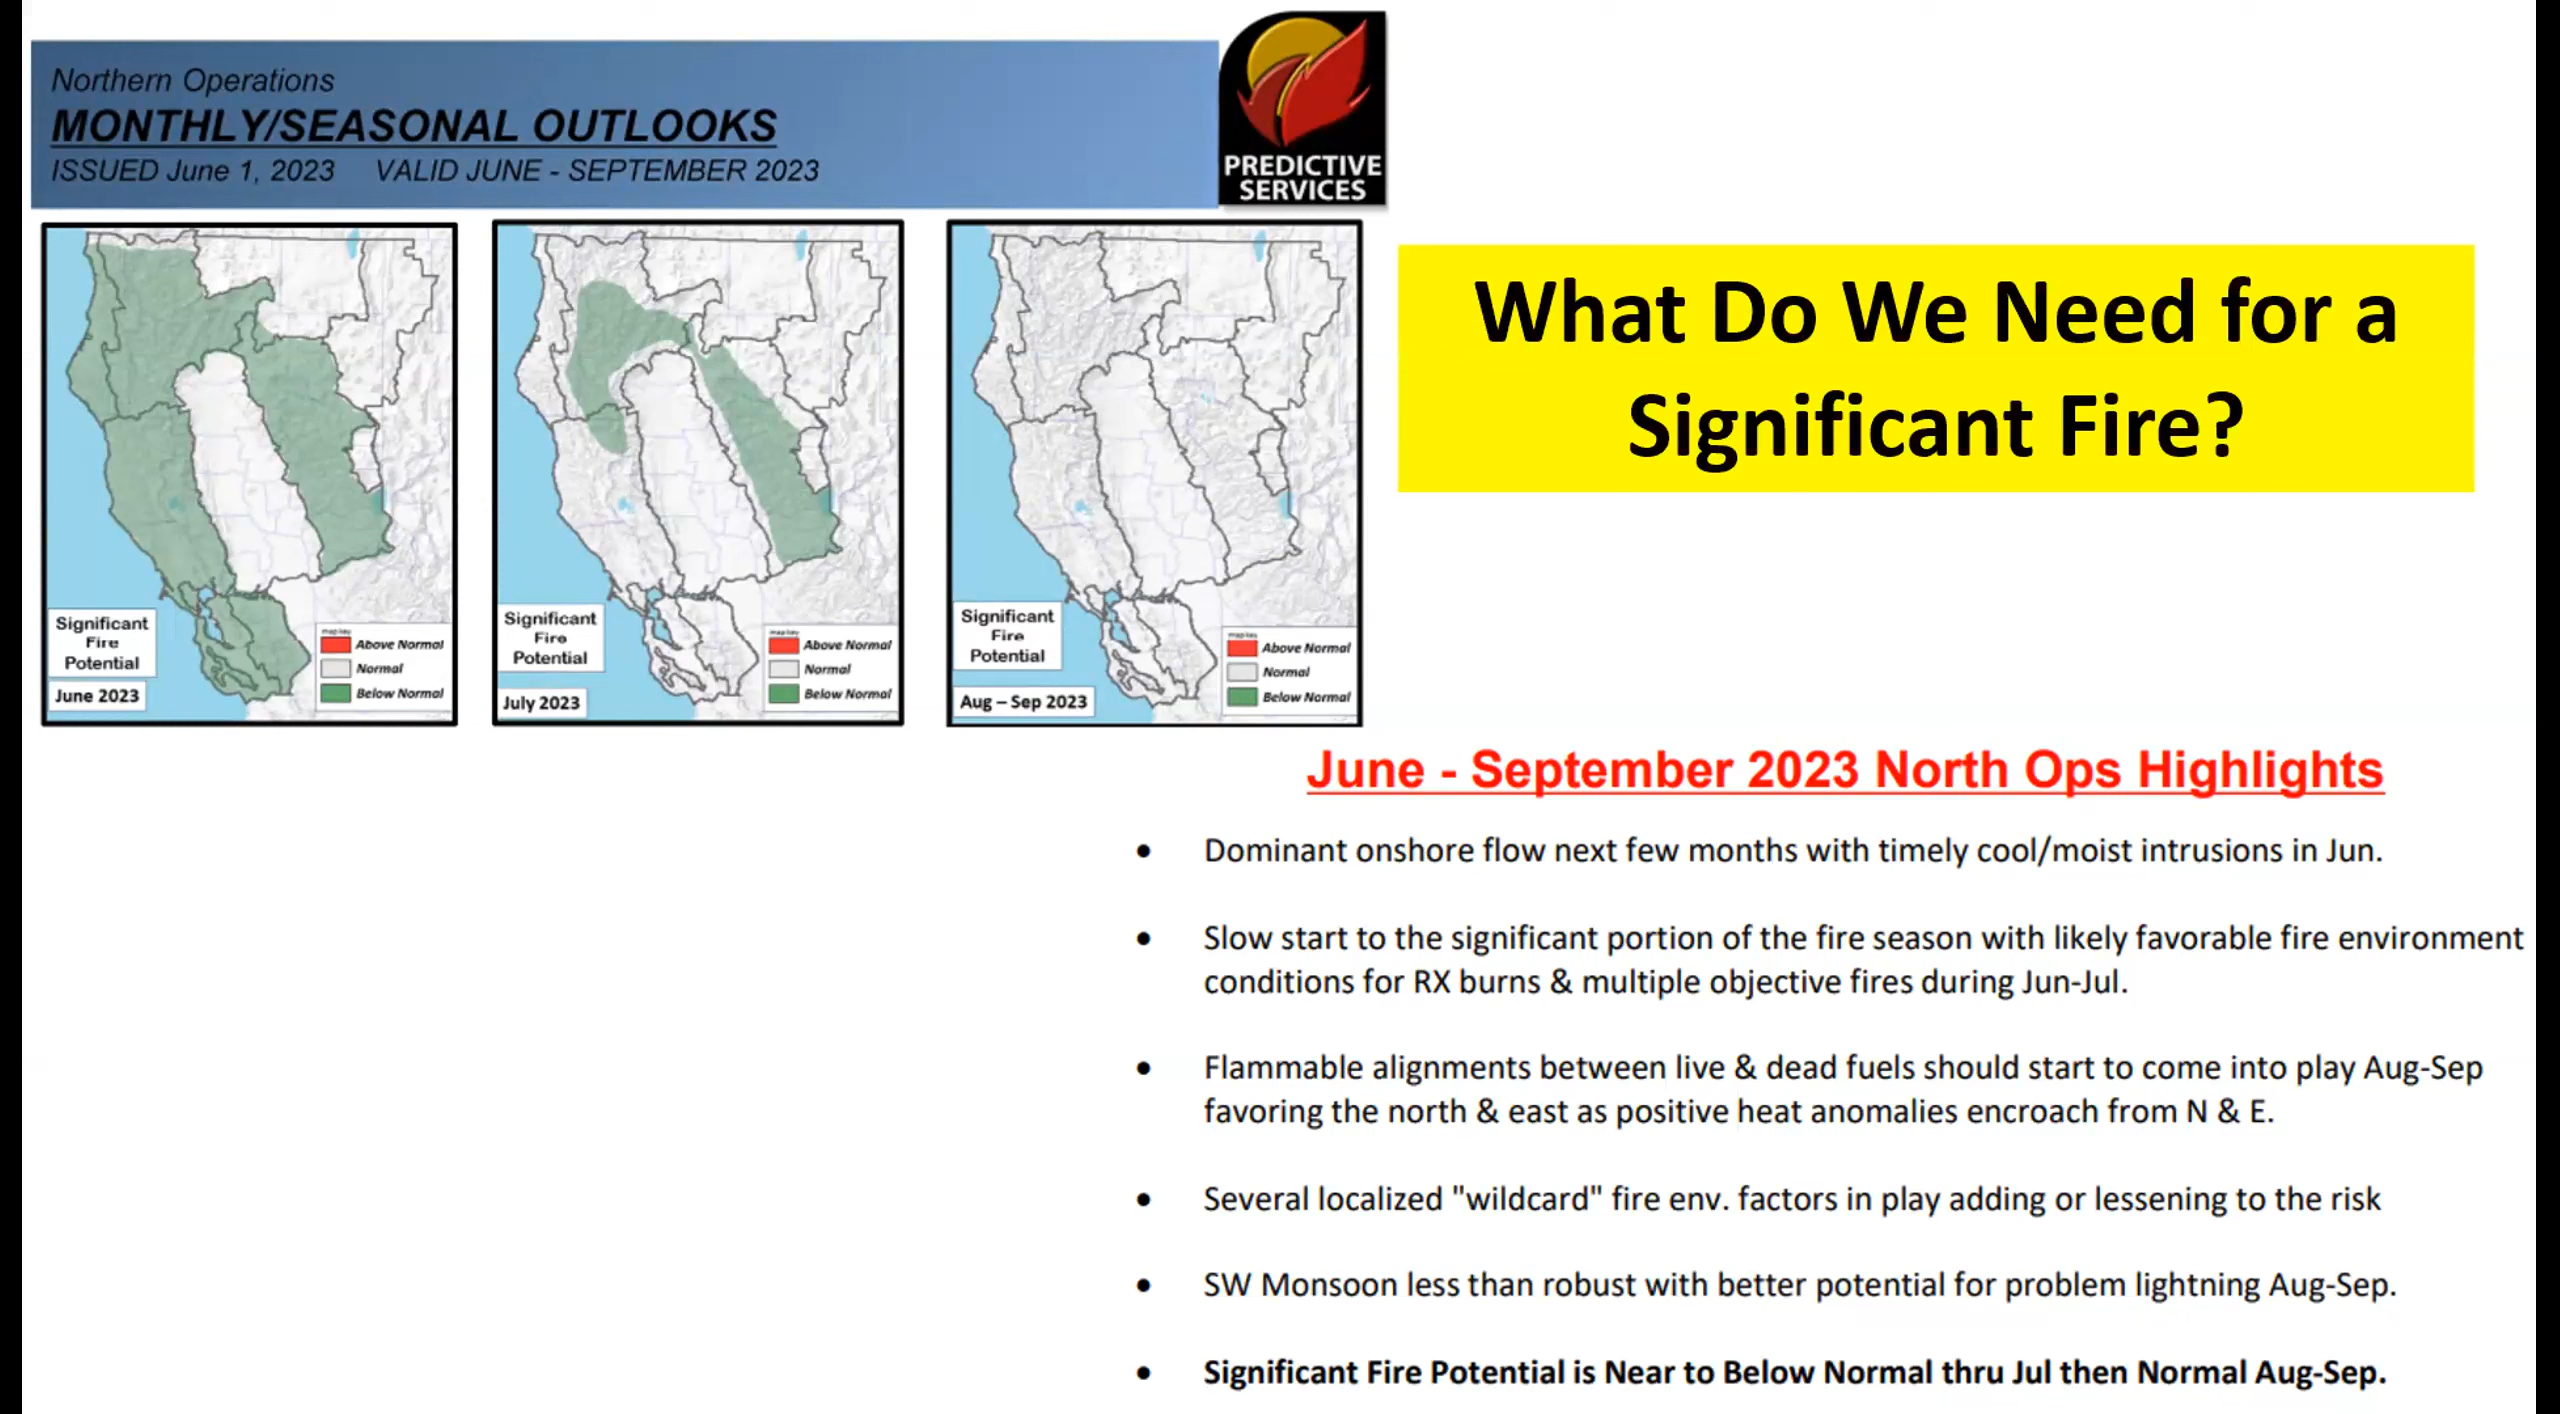 Northern Operations
MONTHLY/SEASONAL OUTLOOKS
ISSUED June 1, 2023 VALID JUNE - SEPTEMBER 2023
PREDICTIVE
SERVICES
Significant
Fire
Potential
June 2023
map key
Above Normal
Normal
Below Normal
Significant
Fire
Potential
July 2023
map key
Above Normal
Normal
Below Normal
Significant
Fire
Potential
Aug – Sep 2023
map key
Above Normal
Normal
Below Normal
What Do We Need for a
Significant Fire?
June - September 2023 North Ops Highlights
• Dominant onshore flow next few months with timely cool/moist intrusions in Jun.
• Slow start to the significant portion of the fire season with likely favorable fire environment
conditions for RX burns & multiple objective fires during Jun-Jul.
• Flammable alignments between live & dead fuels should start to come into play Aug-Sep
favoring the north & east as positive heat anomalies encroach from N & E.
• Several localized "wildcard" fire env. factors in play adding or lessening to the risk
• SW Monsoon less than robust with better potential for problem lightning Aug-Sep.
• Significant Fire Potential is Near to Below Normal thru Jul then Normal Aug-Sep.